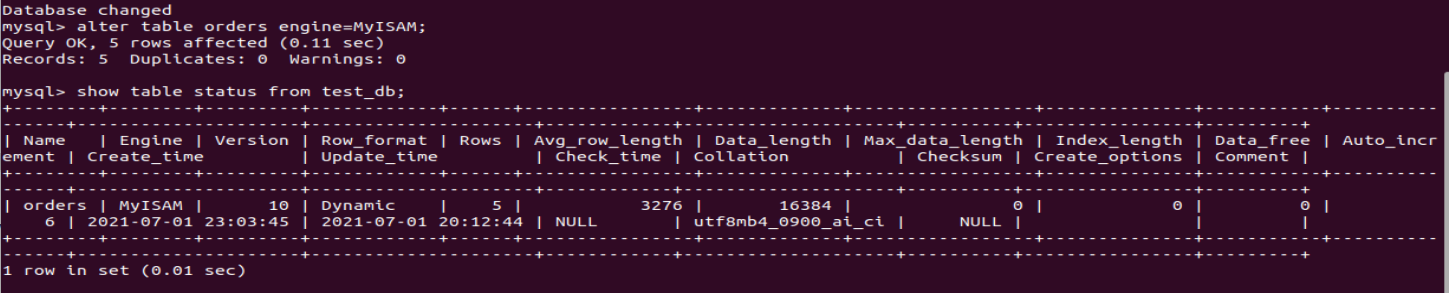 Database changed
mysql> alter table orders engine=MyISAM;
Query OK, 5 rows affected (0.11 sec)
Records: 5  Duplicates: 0  Warnings: 0
mysql> show table status from test_db;
+--------+--------+---------+------------+------+----------------+-------------+-----------------+--------------+-----------+----------
------+---------------------+---------------------+------------+--------------------+----------+----------------+---------+
| Name   | Engine | Version | Row_format | Rows | Avg_row_length | Data_length | Max_data_length | Index_length | Data_free | Auto_incr
ement | Create_time         | Update_time         | Check_time | Collation          | Checksum | Create_options | Comment |
+--------+--------+---------+------------+------+----------------+-------------+-----------------+--------------+-----------+----------
------+---------------------+---------------------+------------+--------------------+----------+----------------+---------+
| orders | MyISAM |      10 | Dynamic    |    5 |           3276 |       16384 |               0 |            0 |         0 |
    6 | 2021-07-01 23:03:45 | 2021-07-01 20:12:44 | NULL       | utf8mb4_0900_ai_ci |     NULL |                |         |
+--------+--------+---------+------------+------+----------------+-------------+-----------------+--------------+-----------+----------
------+---------------------+---------------------+------------+--------------------+----------+----------------+---------+
1 row in set (0.01 sec)